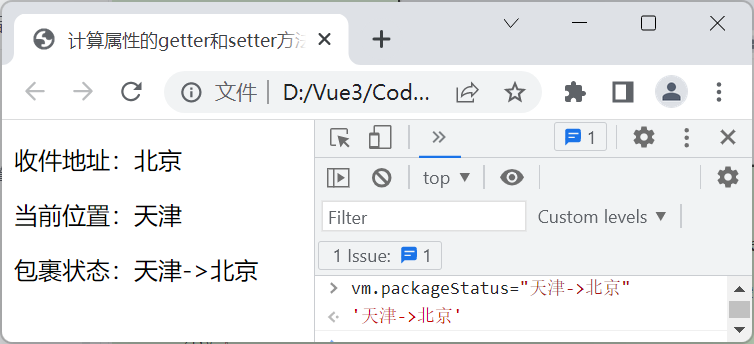 计算属性的getter和setter方法
文件 D:/Vue3/Cod...
收件地址：北京
当前位置：天津
包裹状态：天津->北京
1
top
Filter
Custom levels
1 Issue: 1
vm.packageStatus="天津->北京"
'天津->北京'